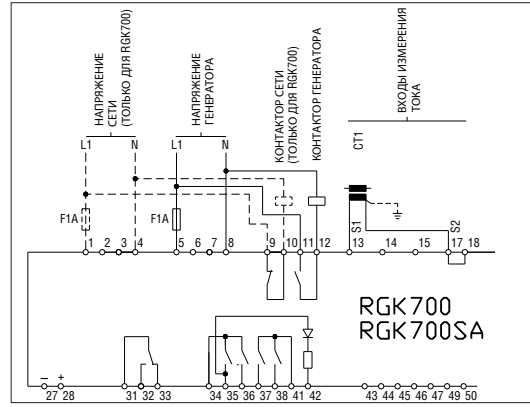 НАПРЯЖЕНИЕ
СЕТИ
(ТОЛЬКО ДЛЯ RGK700)
НАПРЯЖЕНИЕ
ГЕНЕРАТОРА
КОНТАКТОР СЕТИ
(ТОЛЬКО ДЛЯ RGK700)
КОНТАКТОР ГЕНЕРАТОРА
ВХОДЫ ИЗМЕРЕНИЯ
ТОКА
L1 N L1 N CT1
F1A F1A S1 S2
1 2 3 4 5 6 7 8 9 10 11 12 13 14 15 17 18
RGK700
RGK700SA
– +
27 28 31 32 33 34 35 36 37 38 41 42 43 44 45 46 47 49 50